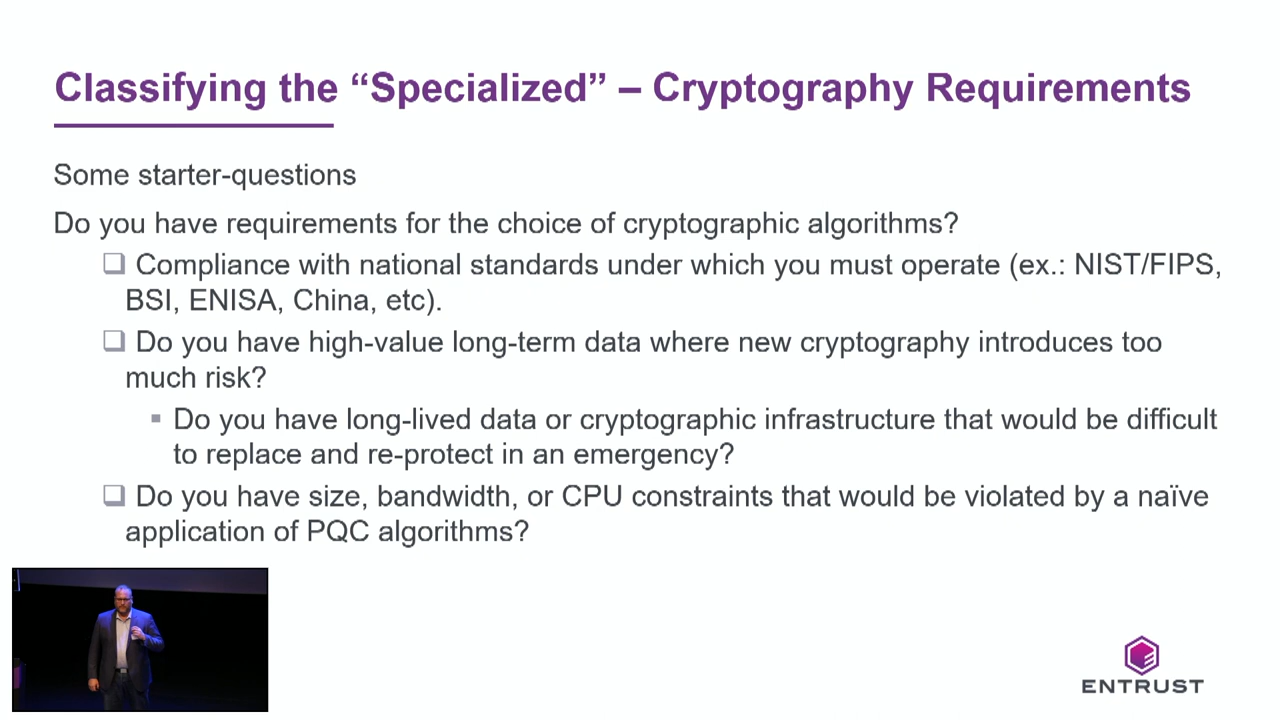 Classifying the “Specialized” – Cryptography Requirements
Some starter-questions
Do you have requirements for the choice of cryptographic algorithms?
❑ Compliance with national standards under which you must operate (ex.: NIST/FIPS,
BSI, ENISA, China, etc).
❑ Do you have high-value long-term data where new cryptography introduces too
much risk?
▪ Do you have long-lived data or cryptographic infrastructure that would be difficult
to replace and re-protect in an emergency?
❑ Do you have size, bandwidth, or CPU constraints that would be violated by a naïve
application of PQC algorithms?
ENTRUST